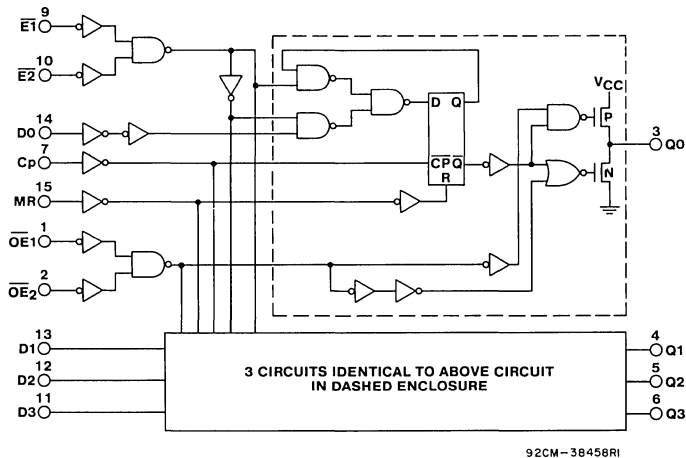 9
E1
10
E2
14
D0
7
Cp
15
MR
1
OE1
2
OE2
D Q
CP Q
R
VCC
P
N
3
Q0
13
D1
12
D2
11
D3
3 CIRCUITS IDENTICAL TO ABOVE CIRCUIT
IN DASHED ENCLOSURE
4
Q1
5
Q2
6
Q3
92CM-38458RI